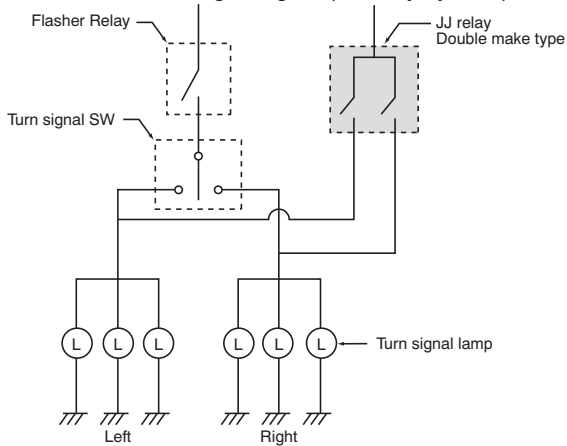 Flasher Relay
JJ relay
Double make type
Turn signal SW
L L L L L L
Turn signal lamp
Left
Right